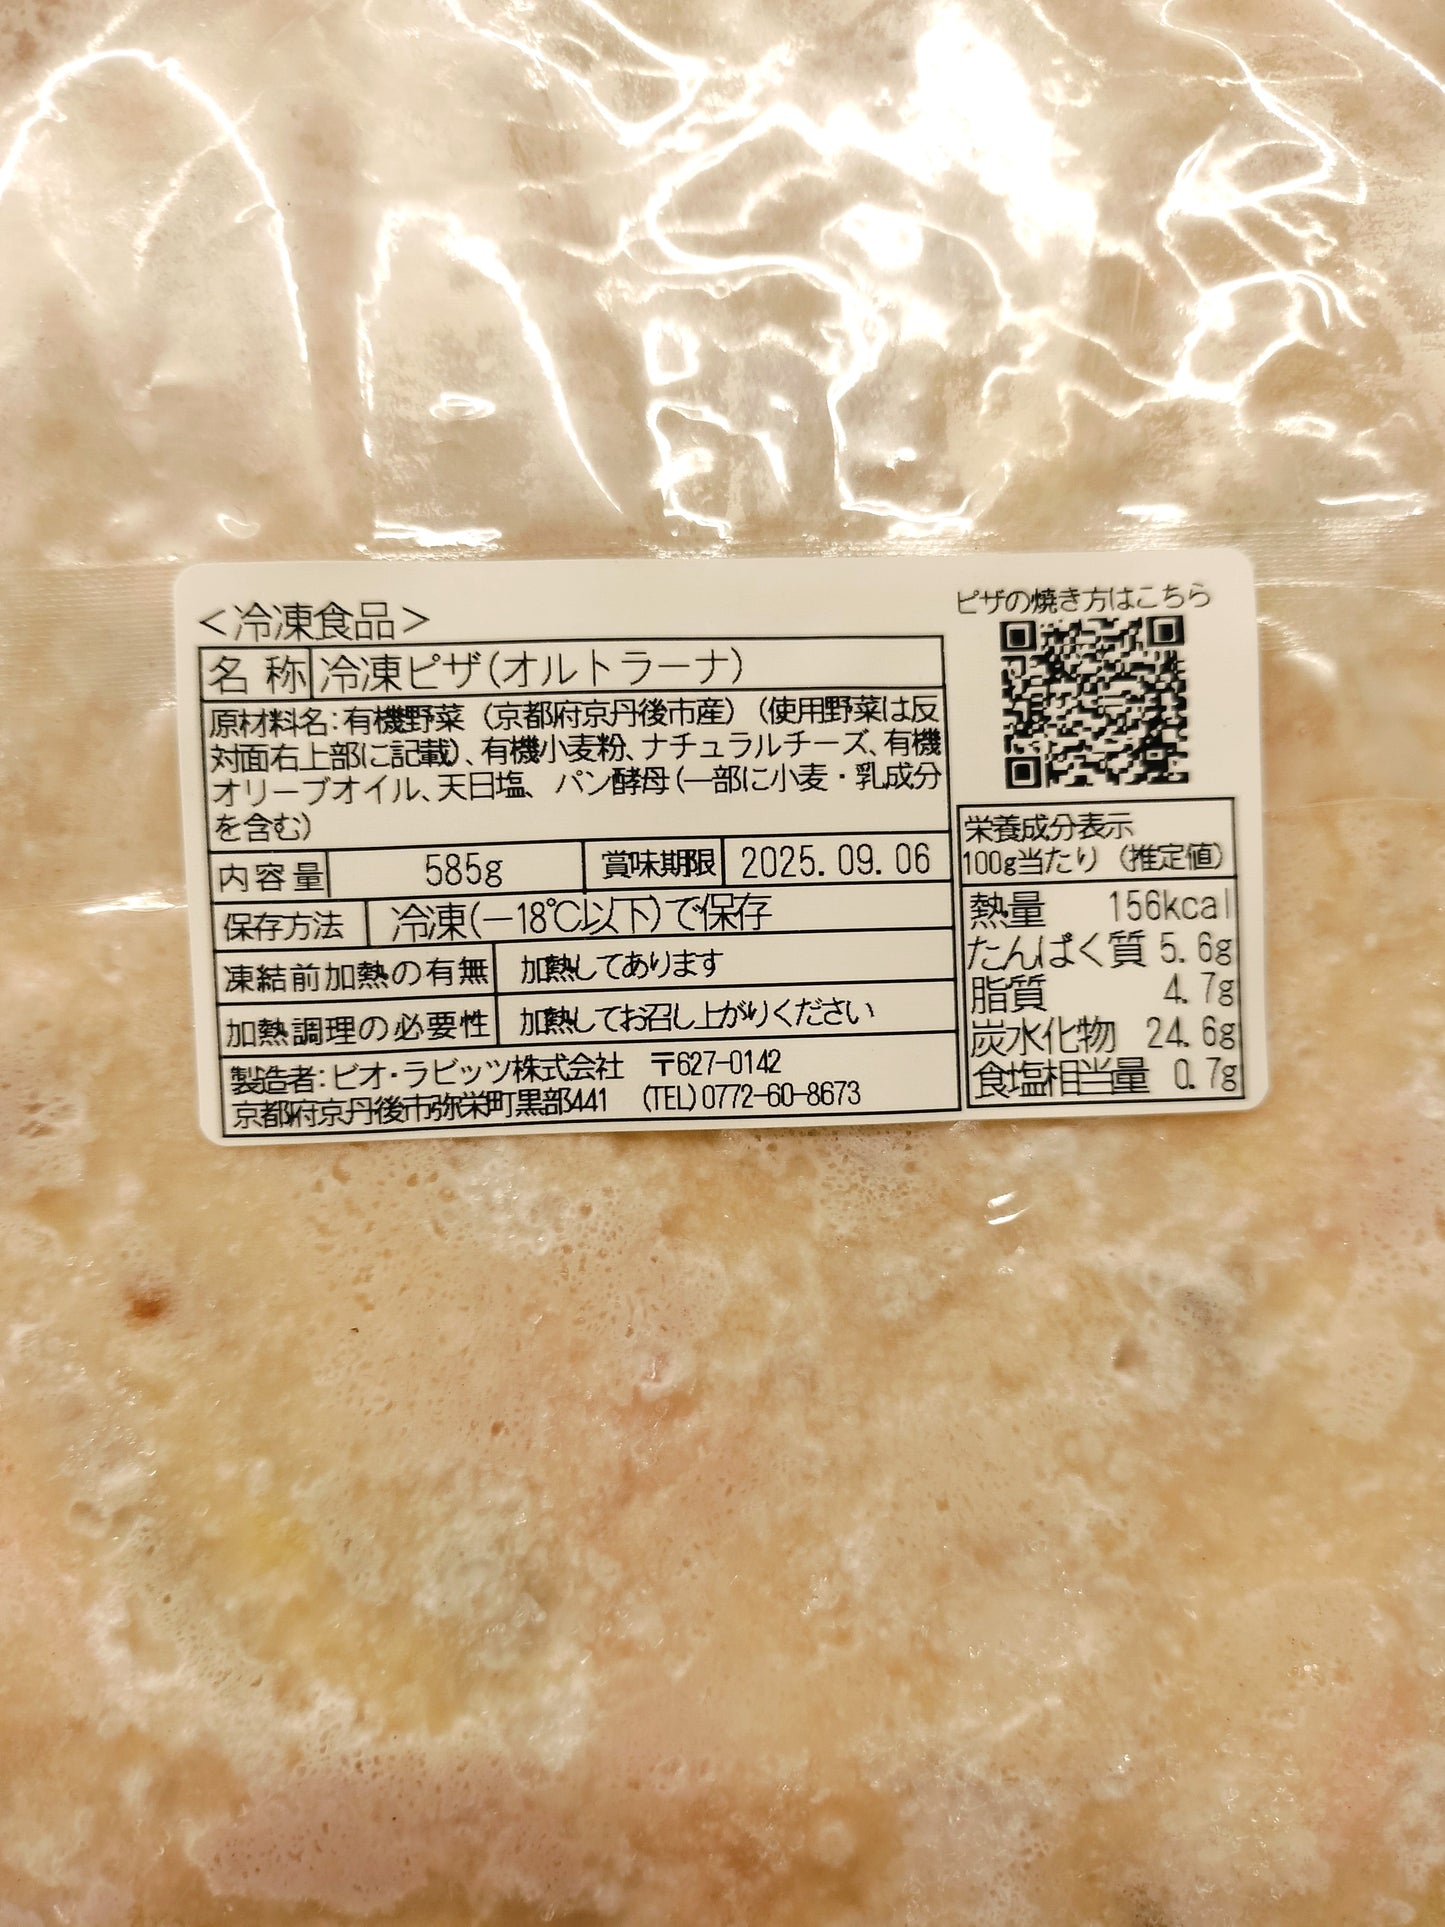 ＜冷凍食品＞
名 称 冷凍ピザ(オルトラーナ)
原材料名:有機野菜（京都府京丹後市産）（使用野菜は反
対面右上部に記載）、有機小麦粉、ナチュラルチーズ、有機
オリーブオイル、天日塩、パン酵母(一部に小麦・乳成分
を含む)
内容量 585g 賞味期限 2025.09.06
保存方法 冷凍(－18℃以下)で保存
凍結前加熱の有無 加熱してあります
加熱調理の必要性 加熱してお召し上がりください
製造者:ビオ・ラビッツ株式会社 〒627-0142
京都府京丹後市弥栄町黒部441 (TEL)0772-60-8673
ピザの焼き方はこちら
栄養成分表示
100g当たり（推定値）
熱量 156kcal
たんぱく質 5.6g
脂質 4.7g
炭水化物 24.6g
食塩相当量 0.7g